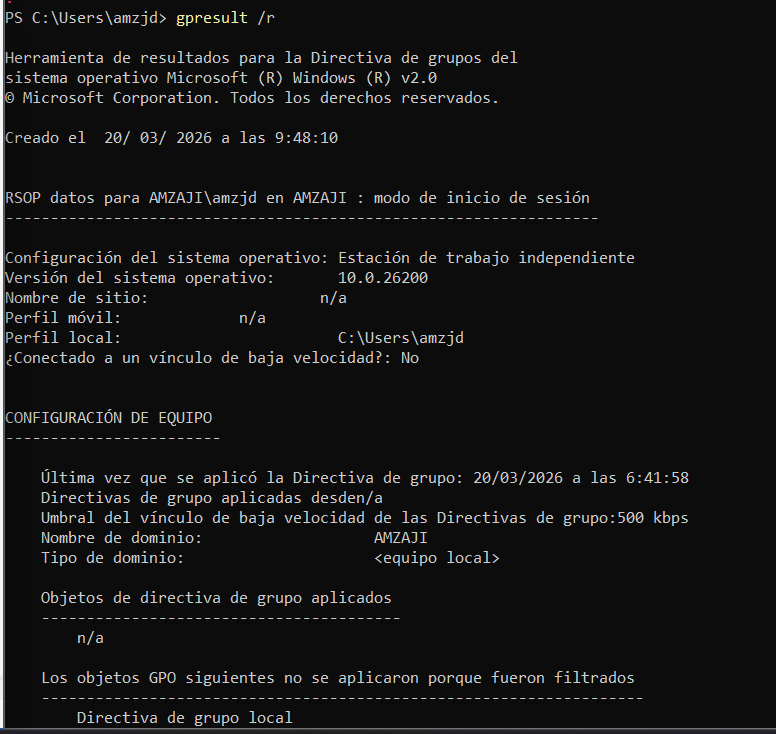 PS C:\Users\amzjd> gpresult /r
Herramienta de resultados para la Directiva de grupos del
sistema operativo Microsoft (R) Windows (R) v2.0
© Microsoft Corporation. Todos los derechos reservados.
Creado el  20/ 03/ 2026 a las 9:48:10
RSOP datos para AMZAJI\amzjd en AMZAJI : modo de inicio de sesión
------------------------------------------------------------------
Configuración del sistema operativo: Estación de trabajo independiente
Versión del sistema operativo:       10.0.26200
Nombre de sitio:                   n/a
Perfil móvil:             n/a
Perfil local:                        C:\Users\amzjd
¿Conectado a un vínculo de baja velocidad?: No
CONFIGURACIÓN DE EQUIPO
------------------------
    Última vez que se aplicó la Directiva de grupo: 20/03/2026 a las 6:41:58
    Directivas de grupo aplicadas desden/a
    Umbral del vínculo de baja velocidad de las Directivas de grupo:500 kbps
    Nombre de dominio:                   AMZAJI
    Tipo de dominio:                     <equipo local>
    Objetos de directiva de grupo aplicados
    ----------------------------------------
        n/a
    Los objetos GPO siguientes no se aplicaron porque fueron filtrados
    -------------------------------------------------------------------
        Directiva de grupo local